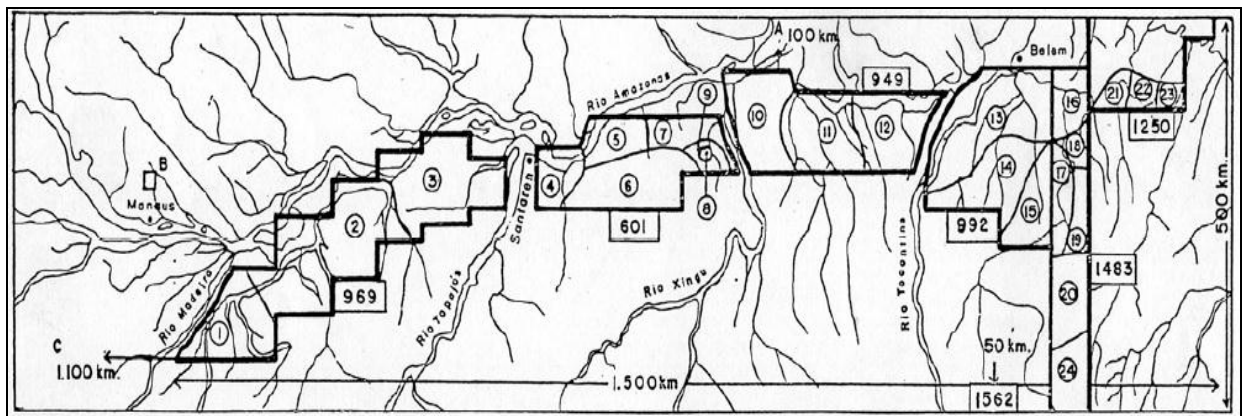 A
100 km.
Belem
949
Rio Amazonas
9
16
21
22
23
10
5
7
11
12
13
1250
B
3
18
Manaus
Santarem
4
6
14
17
2
8
15
C
601
992
19
500 km.
Rio Madeira
969
Rio Tapajós
Rio Xingu
Rio Tocantins
1483
20
1
C
1.100 km.
50 km.
24
1.500 km
1562